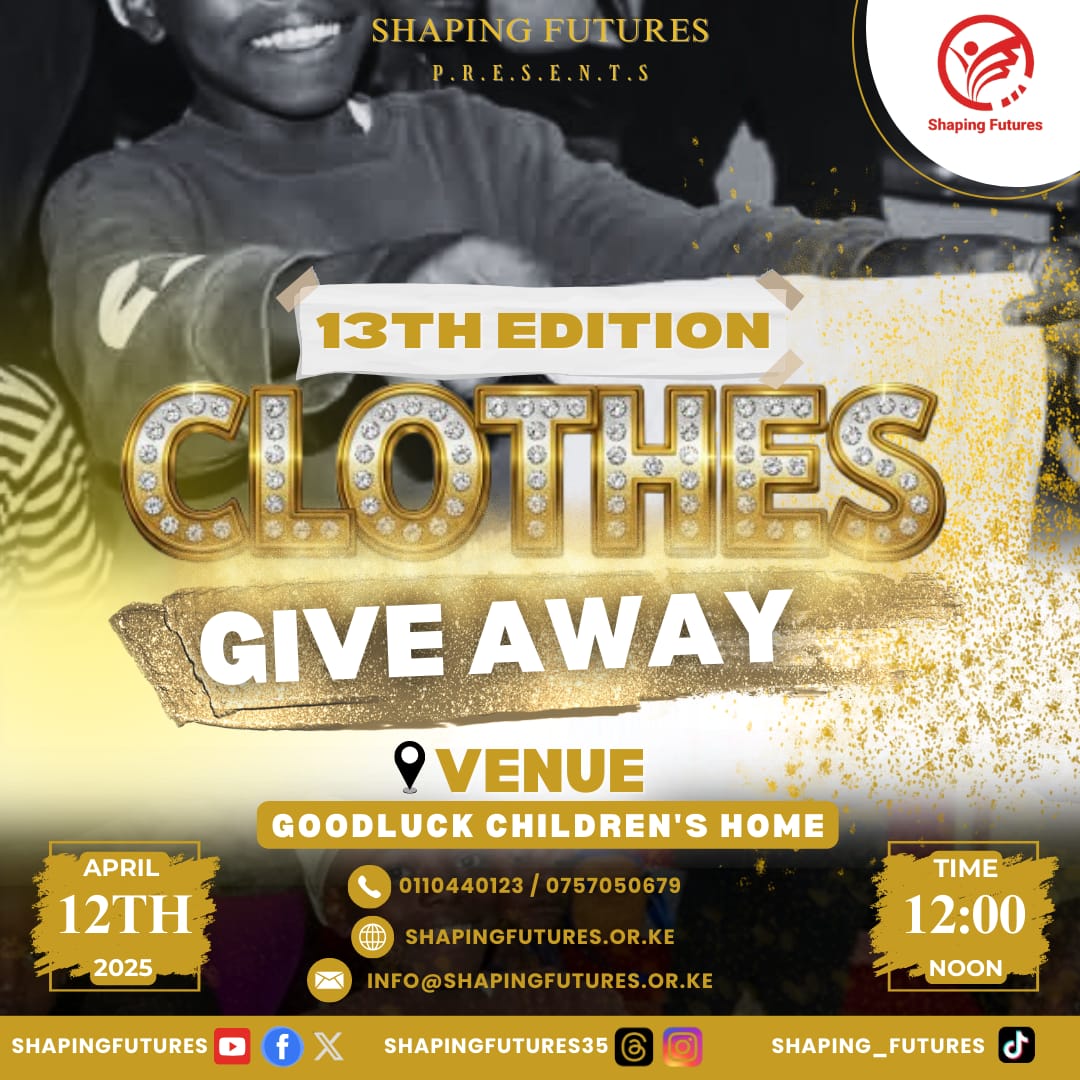 SHAPING FUTURES
P.R.E.S.E.N.T.S
Shaping Futures
13TH EDITION
CLOTHES
GIVE AWAY
VENUE
GOODLUCK CHILDREN'S HOME
APRIL
12TH
2025
0110440123 / 0757050679
SHAPINGFUTURES.OR.KE
INFO@SHAPINGFUTURES.OR.KE
TIME
12:00
NOON
SHAPINGFUTURES
SHAPINGFUTURES35
SHAPING_FUTURES